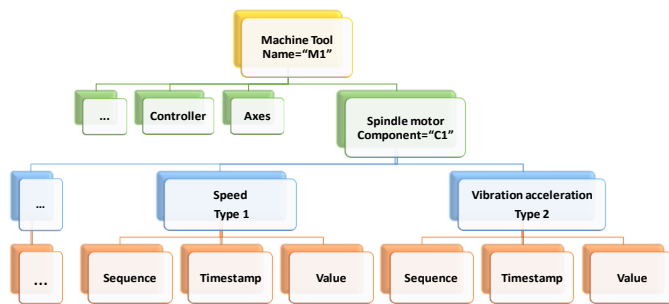 Machine Tool
Name=“M1”
...
Controller
Axes
Spindle motor
Component=“C1”
...
Speed
Type 1
Vibration acceleration
Type 2
...
Sequence
Timestamp
Value
Sequence
Timestamp
Value